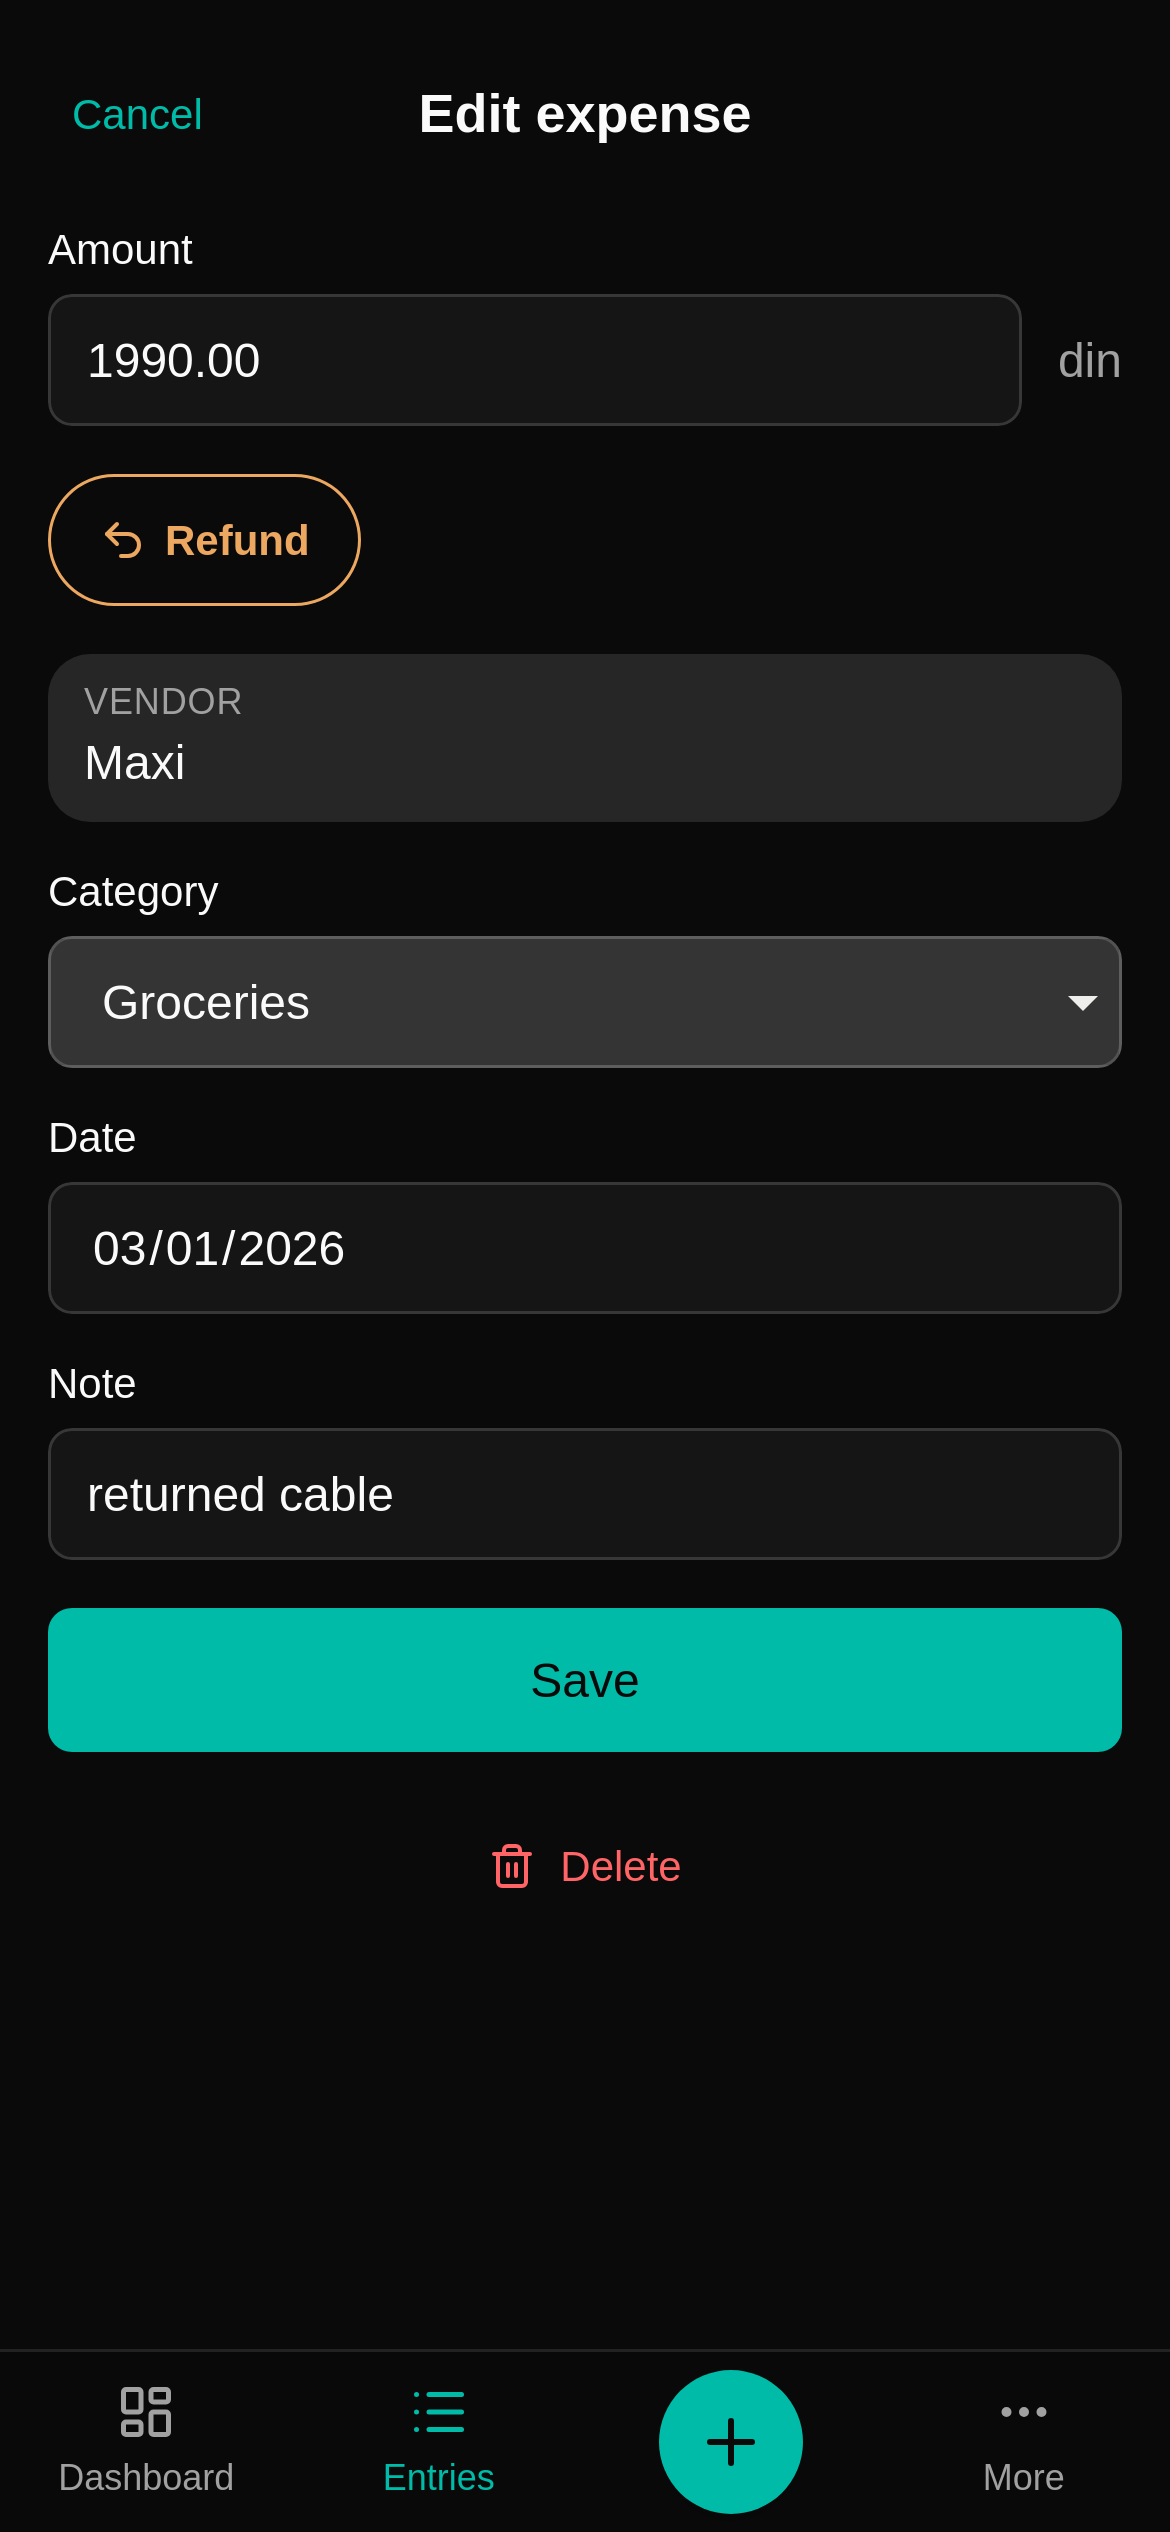 Cancel
Edit expense
Amount
1990.00
din
Refund
VENDOR
Maxi
Category
Groceries
Date
03/01/2026
Note
returned cable
Save
Delete
Dashboard
Entries
More